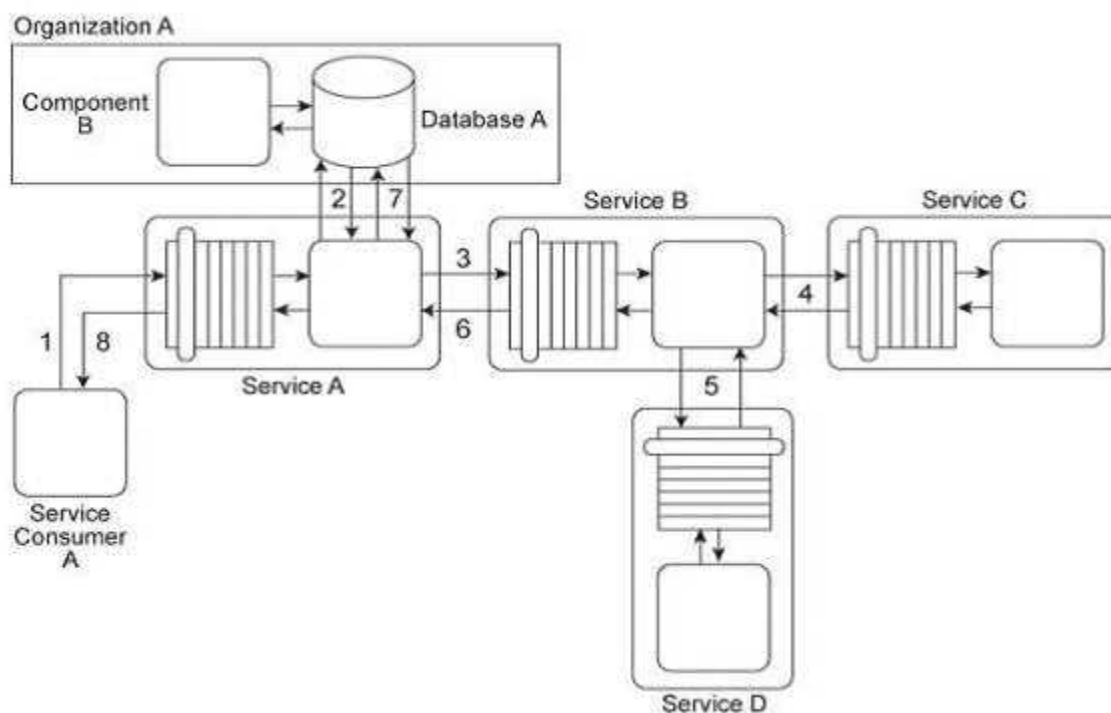 Organization A
Component
B
Database A
2
7
Service B
Service C
3
4
6
1
8
Service A
5
Service
Consumer
A
Service D